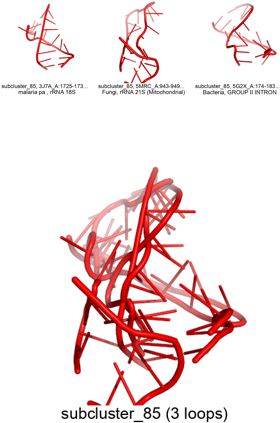 subcluster_85, 3J7A_A:1725-173...
malaria pa , rRNA 18S
subcluster_85, 5MRC_A:943-949...
Fungi, rRNA 21S (Mitochondrial)
subcluster_85, 5G2X_A:174-183...
Bacteria, GROUP II INTRON
subcluster_85 (3 loops)